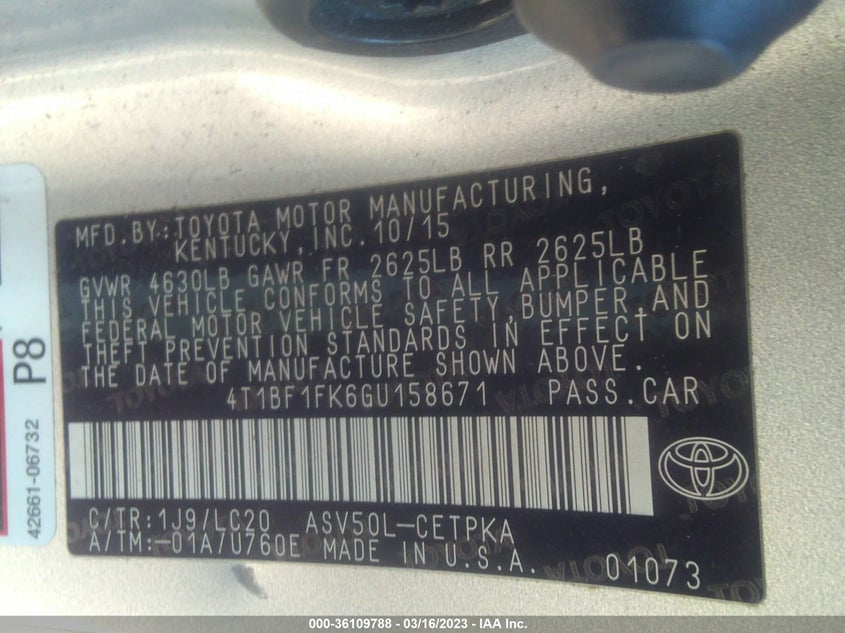 MFD.BY:TOYOTA MOTOR MANUFACTURING,
KENTUCKY,INC.10/15
GVWR 4630LB GAWR FR 2625LB RR 2625LB
THIS VEHICLE CONFORMS TO ALL APPLICABLE
FEDERAL MOTOR VEHICLE SAFETY,BUMPER,AND
THEFT PREVENTION STANDARDS IN EFFECT ON
THE DATE OF MANUFACTURE SHOWN ABOVE.
4T1BF1FK6GU158671 PASS.CAR
C/TR:1J9/LC20 ASV50L-CETPKA
A/TM:-01A/U760E MADE IN U.S.A.
01073
P8
42661-06732
000-36109788 - 03/16/2023 - IAA Inc.